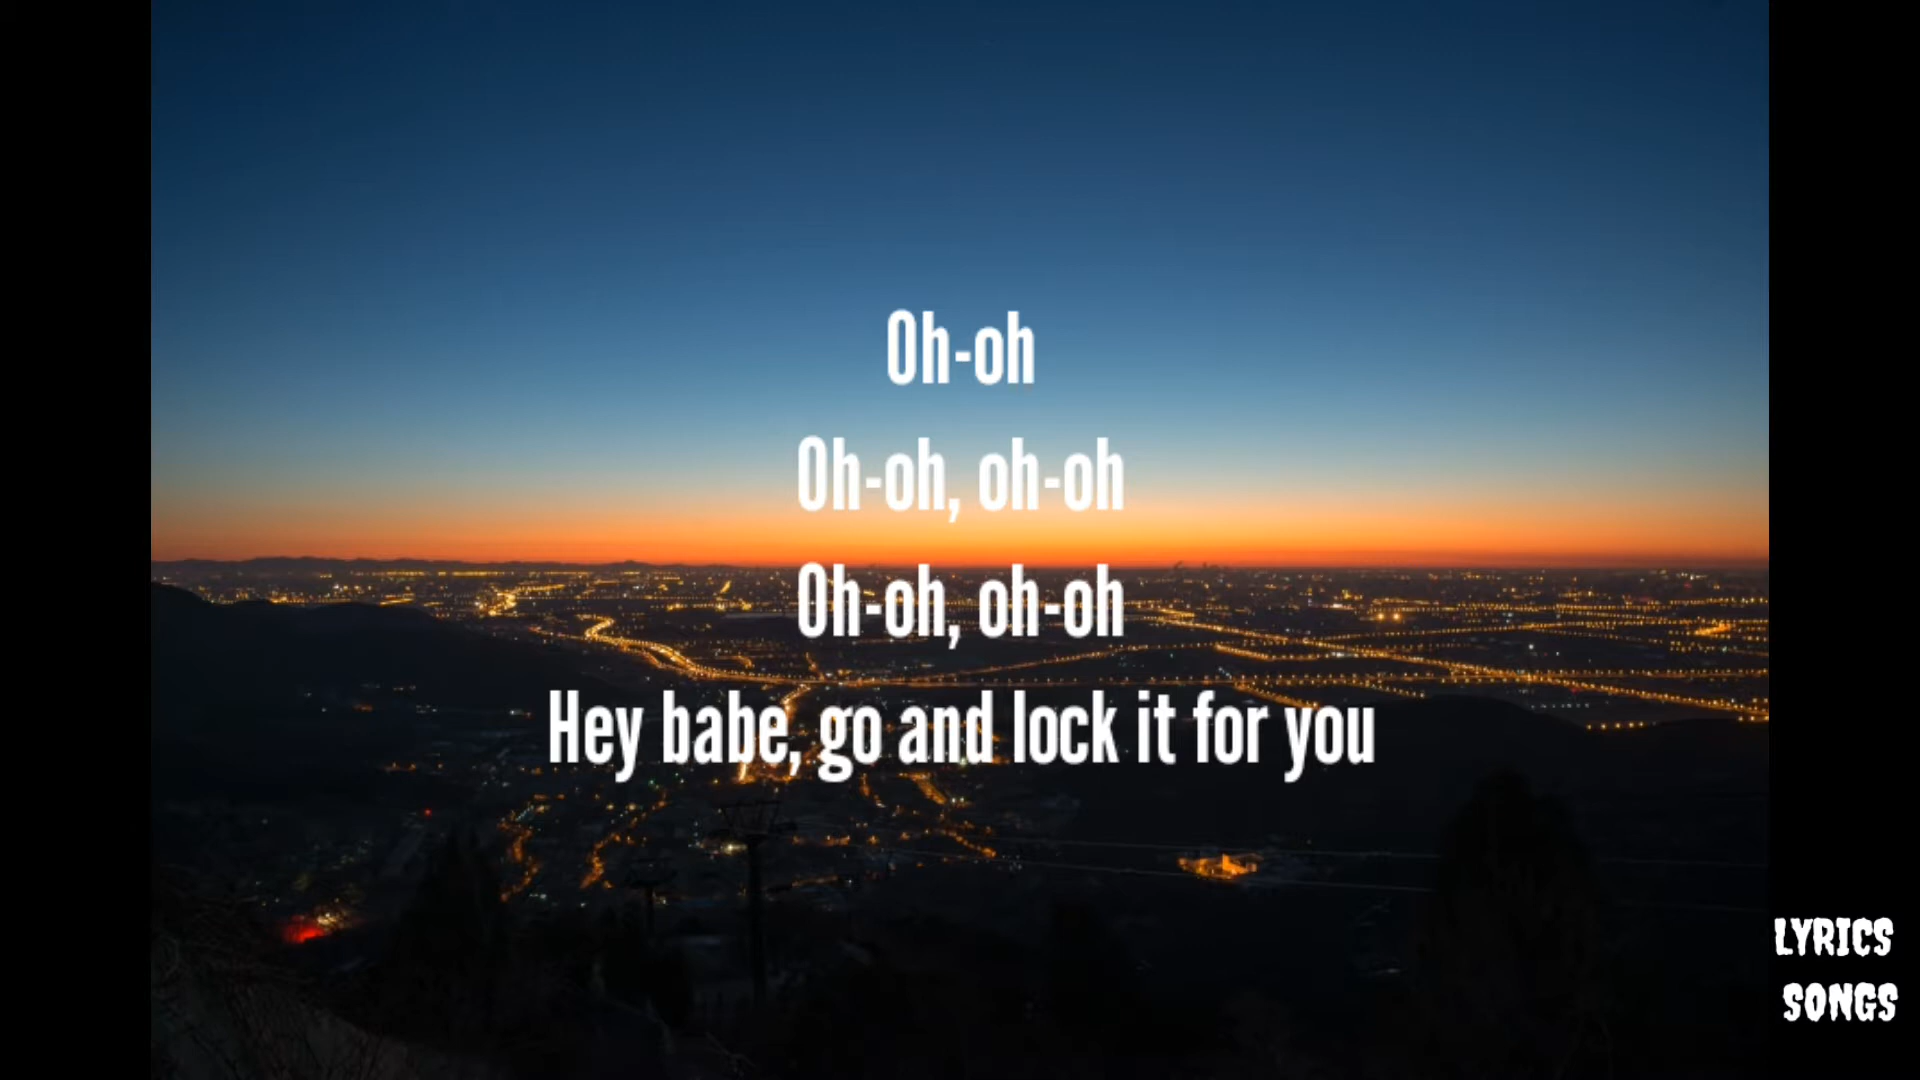 Oh-oh
Oh-oh, oh-oh
Oh-oh, oh-oh
Hey babe, go and lock it for you
LYRICS
SONGS